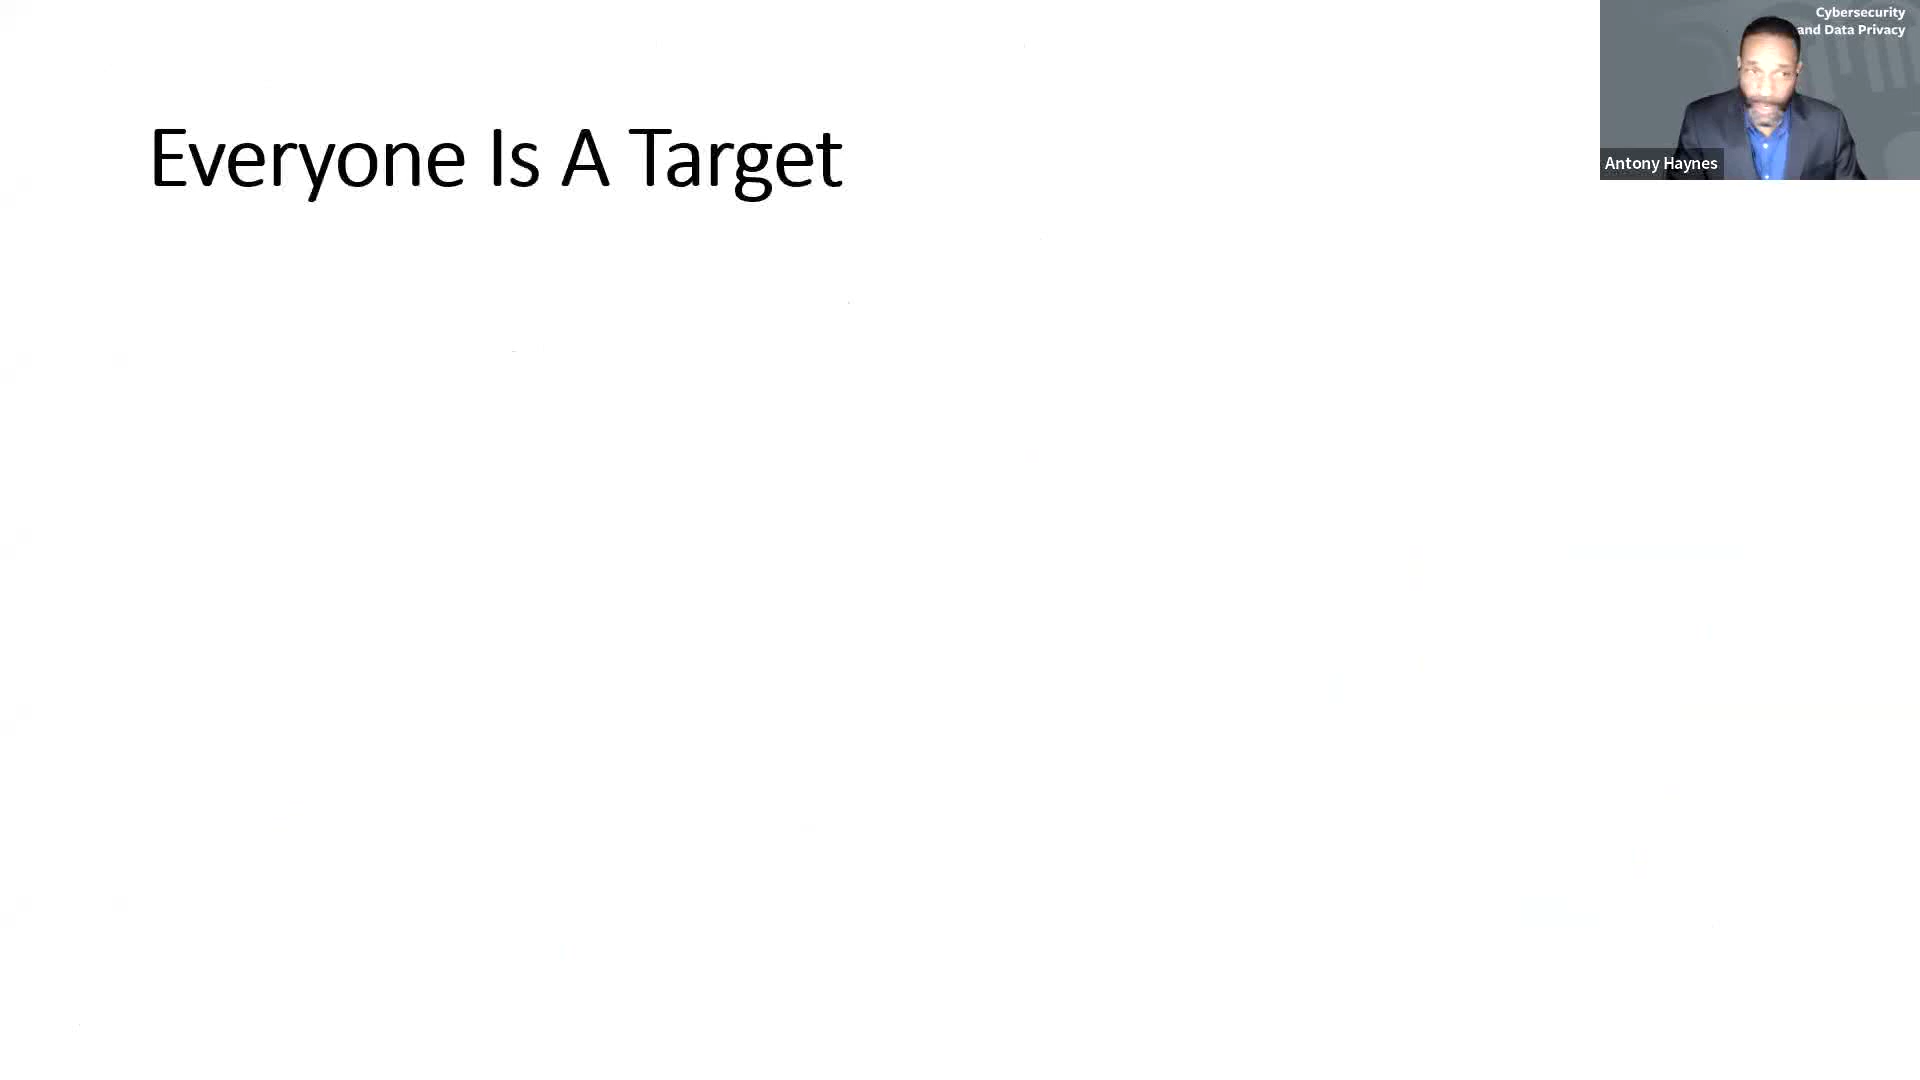 Everyone Is A Target
Cybersecurity
and Data Privacy
Antony Haynes